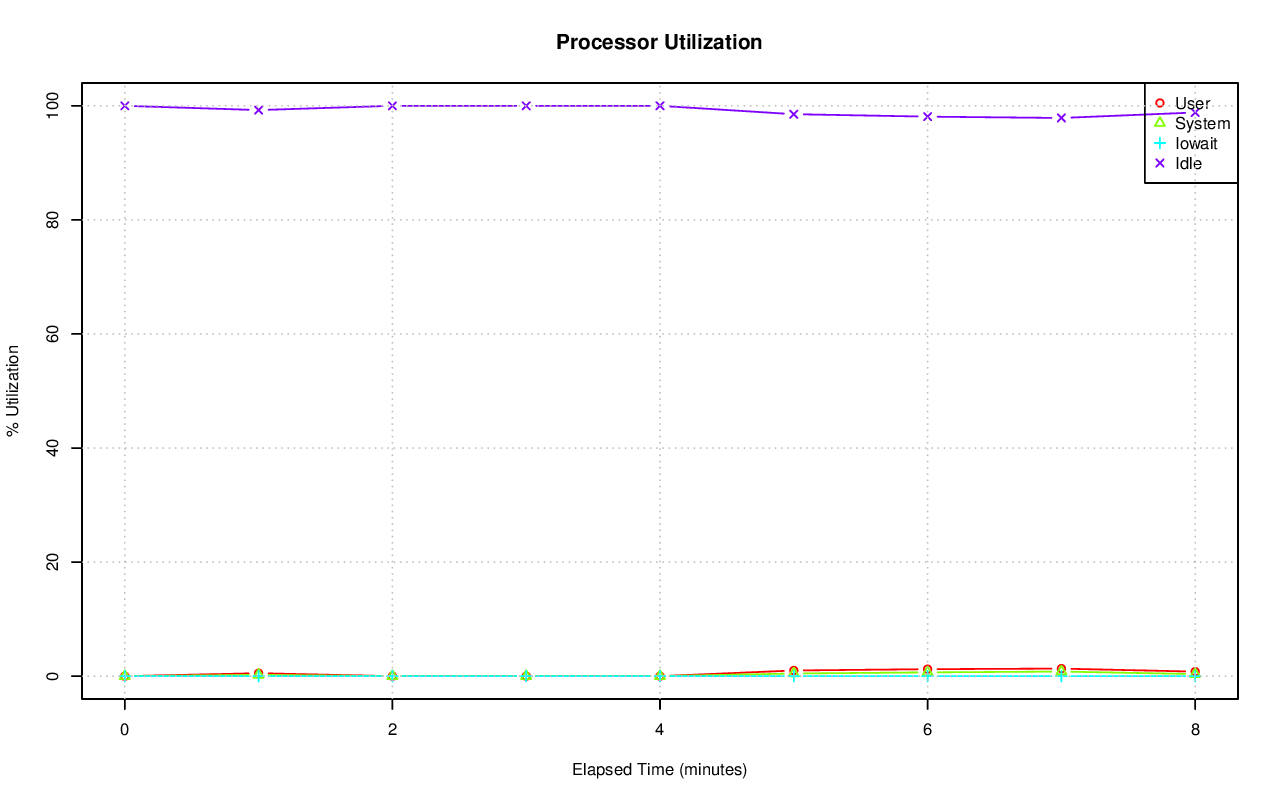 Processor Utilization
User
System
Iowait
Idle
% Utilization
100
80
60
40
20
0
0 2 4 6 8
Elapsed Time (minutes)